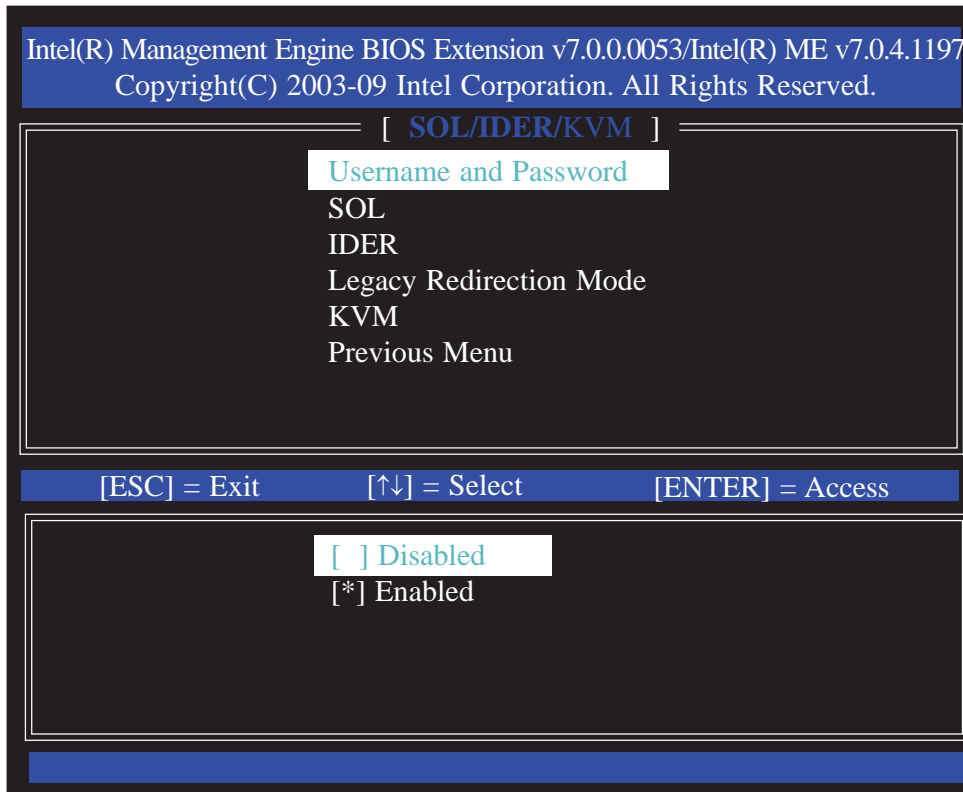 Intel(R) Management Engine BIOS Extension v7.0.0.0053/Intel(R) ME v7.0.4.1197
Copyright(C) 2003-09 Intel Corporation. All Rights Reserved.
[ SOL/IDER/KVM ]
Username and Password
SOL
IDER
Legacy Redirection Mode
KVM
Previous Menu
[ESC] = Exit [↑↓] = Select [ENTER] = Access
[ ] Disabled
[*] Enabled